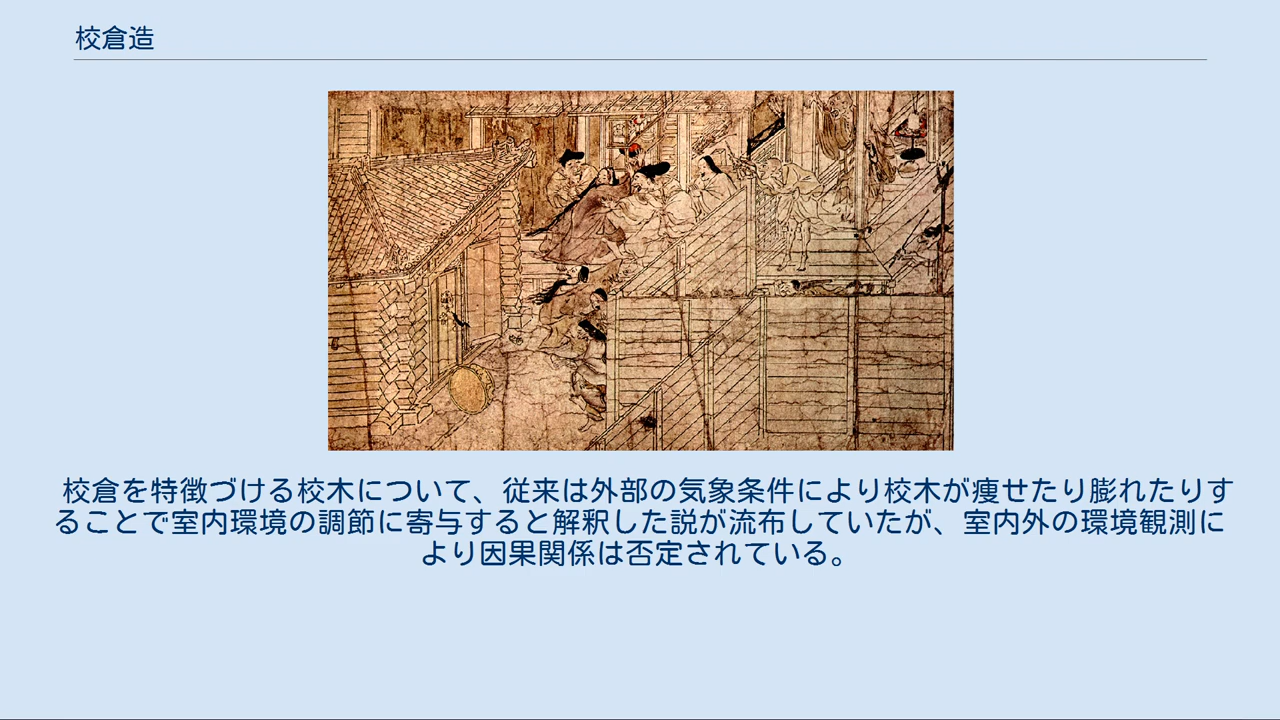 校倉造
校倉を特徴づける校木について、従来は外部の気象条件により校木が痩せたり膨れたりす
ることで室内環境の調節に寄与すると解釈した説が流布していたが、室内外の環境観測に
より因果関係は否定されている。